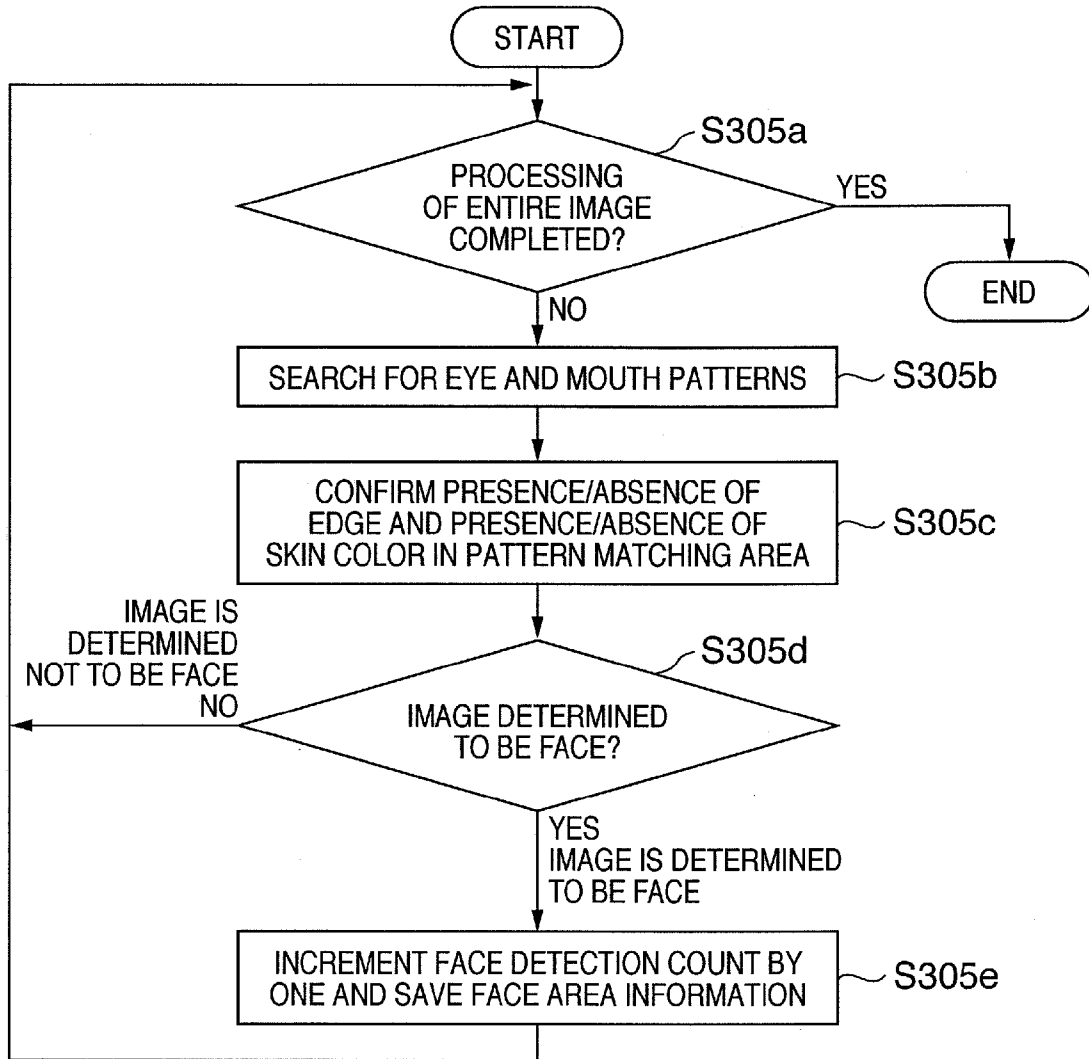 START
S305a
PROCESSING
OF ENTIRE IMAGE
COMPLETED?
YES
END
NO
SEARCH FOR EYE AND MOUTH PATTERNS
S305b
CONFIRM PRESENCE/ABSENCE OF
EDGE AND PRESENCE/ABSENCE OF
SKIN COLOR IN PATTERN MATCHING AREA
S305c
IMAGE IS
DETERMINED
NOT TO BE FACE
NO
S305d
IMAGE DETERMINED
TO BE FACE?
YES
IMAGE IS DETERMINED
TO BE FACE
INCREMENT FACE DETECTION COUNT BY
ONE AND SAVE FACE AREA INFORMATION
S305e